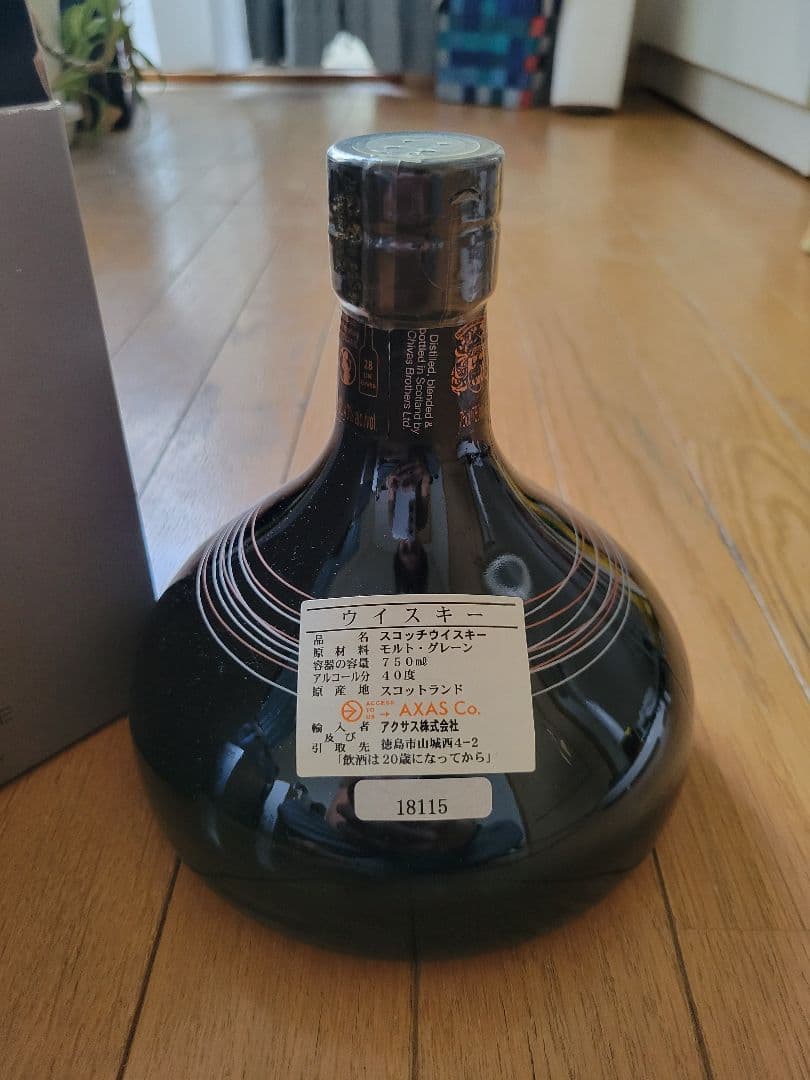 Distilled, blended &
bottled in Scotland by
Chivas Brothers Ltd
28
ウイスキー
品名 スコッチウイスキー
原材料 モルト・グレーン
容器の容量 750㎖
アルコール分 40度
原産地 スコットランド
ACCESS TO US → AXAS Co.
輸入者 アクサス株式会社
及び
引取先 徳島市山城西4-2
「飲酒は20歳になってから」
18115